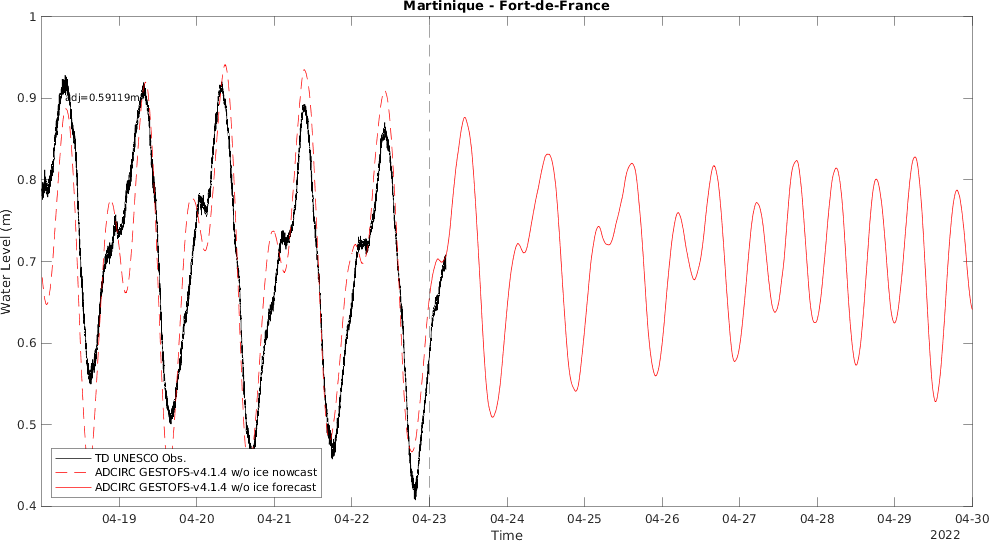 Martinique - Fort-de-France
1
0.9
0.8
0.7
0.6
0.5
0.4
Water Level (m)
adj=0.59119m
TD UNESCO Obs.
ADCIRC GESTOFS-v4.1.4 w/o ice nowcast
ADCIRC GESTOFS-v4.1.4 w/o ice forecast
04-19 04-20 04-21 04-22 04-23 04-24 04-25 04-26 04-27 04-28 04-29 04-30
Time
2022